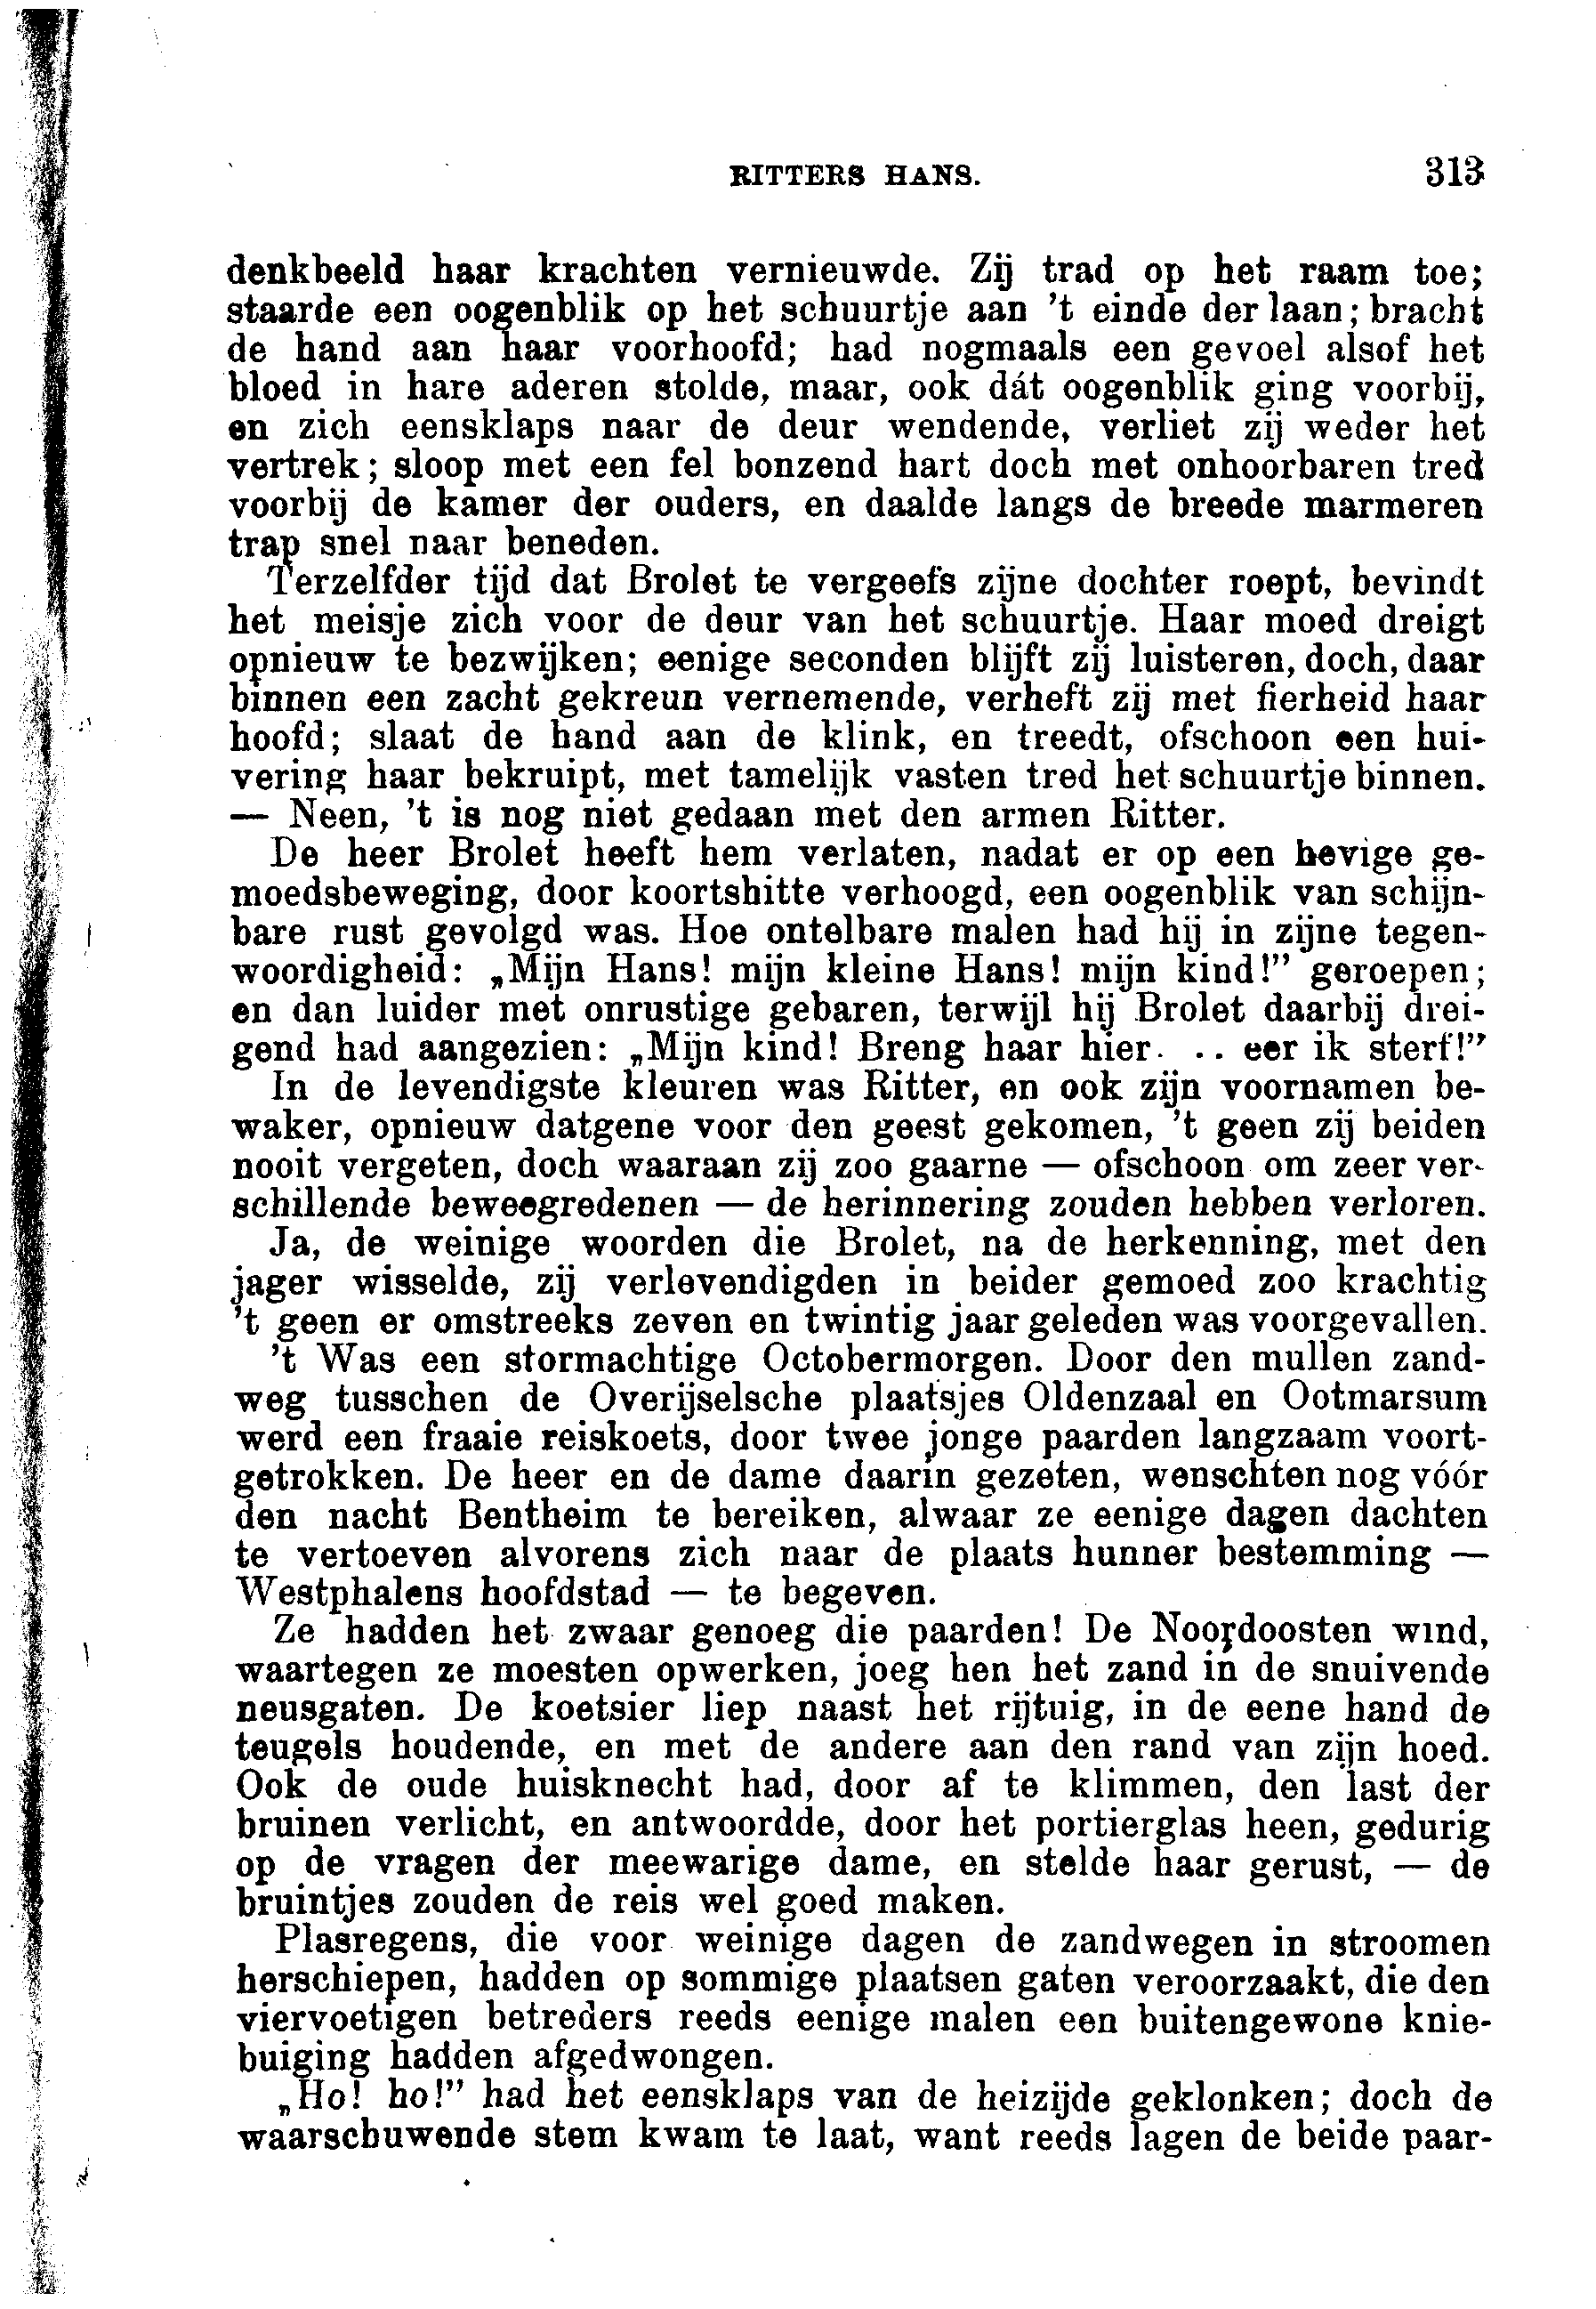 RITTERS HANS. 313
denkbeeld haar krachten vernieuwde. Zij trad op het raam toe;
staarde een oogenblik op het schuurtje aan 't einde der laan; bracht
de hand aan haar voorhoofd; had nogmaals een gevoel alsof het
bloed in hare aderen stolde, maar, ook dát oogenblik ging voorbij,
en zich eensklaps naar de deur wendende, verliet zij weder het
vertrek; sloop met een fel bonzend hart doch met onhoorbaren tred
voorbij de kamer der ouders, en daalde langs de breede marmeren
trap snel naar beneden.
Terzelfder tijd dat Brolet te vergeefs zijne dochter roept, bevindt
het meisje zich voor de deur van het schuurtje. Haar moed dreigt
opnieuw te bezwijken; eenige seconden blijft zij luisteren, doch, daar
binnen een zacht gekreun vernemende, verheft zij met fierheid haar
hoofd; slaat de hand aan de klink, en treedt, ofschoon een hui-
vering haar bekruipt, met tamelijk vasten tred het schuurtje binnen.
— Neen, 't is nog niet gedaan met den armen Ritter.
De heer Brolet heeft hem verlaten, nadat er op een hevige ge-
moedsbeweging, door koortshitte verhoogd, een oogenblik van schijn-
bare rust gevolgd was. Hoe ontelbare malen had hij in zijne tegen-
woordigheid: „Mijn Hans! mijn kleine Hans! mijn kind!” geroepen;
en dan luider met onrustige gebaren, terwijl hij Brolet daarbij drei-
gend had aangezien: „Mijn kind! Breng haar hier. .. eer ik sterf!”
In de levendigste kleuren was Ritter, en ook zijn voornamen be-
waker, opnieuw datgene voor den geest gekomen, 't geen zij beiden
nooit vergeten, doch waaraan zij zoo gaarne — ofschoon om zeer ver-
schillende beweegredenen — de herinnering zouden hebben verloren.
Ja, de weinige woorden die Brolet, na de herkenning, met den
jager wisselde, zij verlevendigden in beider gemoed zoo krachtig
't geen er omstreeks zeven en twintig jaar geleden was voorgevallen.
't Was een stormachtige Octobermorgen. Door den mullen zand-
weg tusschen de Overijselsche plaatsjes Oldenzaal en Ootmarsum
werd een fraaie reiskoets, door twee jonge paarden langzaam voort-
getrokken. De heer en de dame daarin gezeten, wenschten nog vóór
den nacht Bentheim te bereiken, alwaar ze eenige dagen dachten
te vertoeven alvorens zich naar de plaats hunner bestemming —
Westphalens hoofdstad — te begeven.
Ze hadden het zwaar genoeg die paarden! De Noordoosten wind,
waartegen ze moesten opwerken, joeg hen het zand in de snuivende
neusgaten. De koetsier liep naast het rijtuig, in de eene hand de
teugels houdende, en met de andere aan den rand van zijn hoed.
Ook de oude huisknecht had, door af te klimmen, den last der
bruinen verlicht, en antwoordde, door het portierglas heen, gedurig
op de vragen der meewarige dame, en stelde haar gerust, — de
bruintjes zouden de reis wel goed maken.
Plasregens, die voor weinige dagen de zandwegen in stroomen
herschiepen, hadden op sommige plaatsen gaten veroorzaakt, die den
viervoetigen betreders reeds eenige malen een buitengewone knie-
buiging hadden afgedwongen.
„Ho! ho!” had het eensklaps van de heizijde geklonken; doch de
waarschuwende stem kwam te laat, want reeds lagen de beide paar-